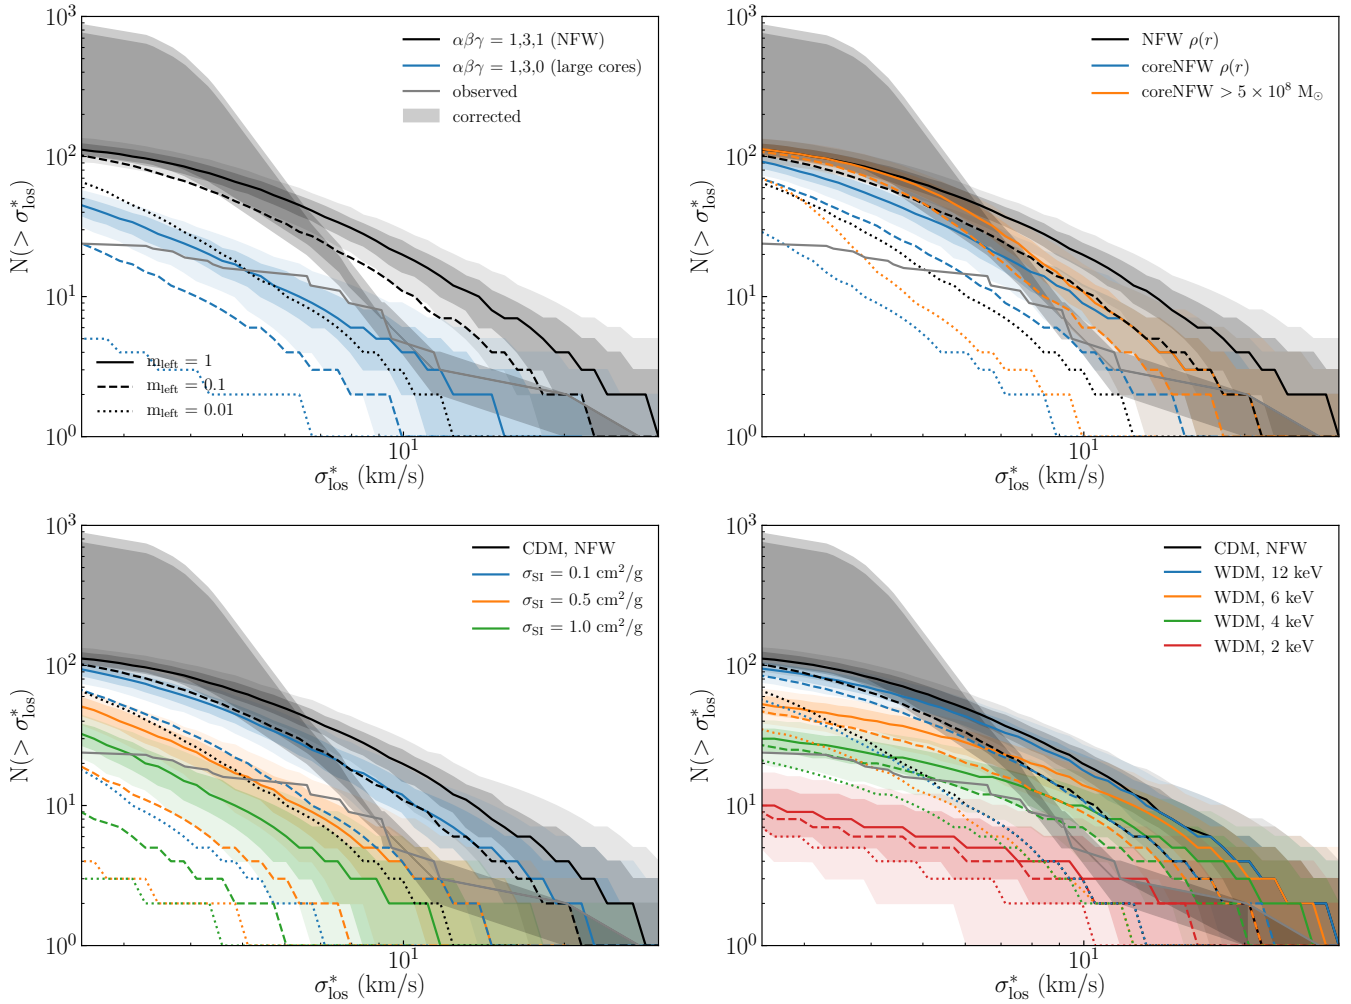 10³
10²
10¹
10⁰
N(> σ*los)
αβγ = 1,3,1 (NFW)
αβγ = 1,3,0 (large cores)
observed
corrected
m_left = 1
m_left = 0.1
m_left = 0.01
10¹
σ*los (km/s)
10³
10²
10¹
10⁰
N(> σ*los)
NFW ρ(r)
coreNFW ρ(r)
coreNFW > 5 × 10⁸ M⊙
10¹
σ*los (km/s)
10³
10²
10¹
10⁰
N(> σ*los)
CDM, NFW
σSI = 0.1 cm²/g
σSI = 0.5 cm²/g
σSI = 1.0 cm²/g
10¹
σ*los (km/s)
10³
10²
10¹
10⁰
N(> σ*los)
CDM, NFW
WDM, 12 keV
WDM, 6 keV
WDM, 4 keV
WDM, 2 keV
10¹
σ*los (km/s)